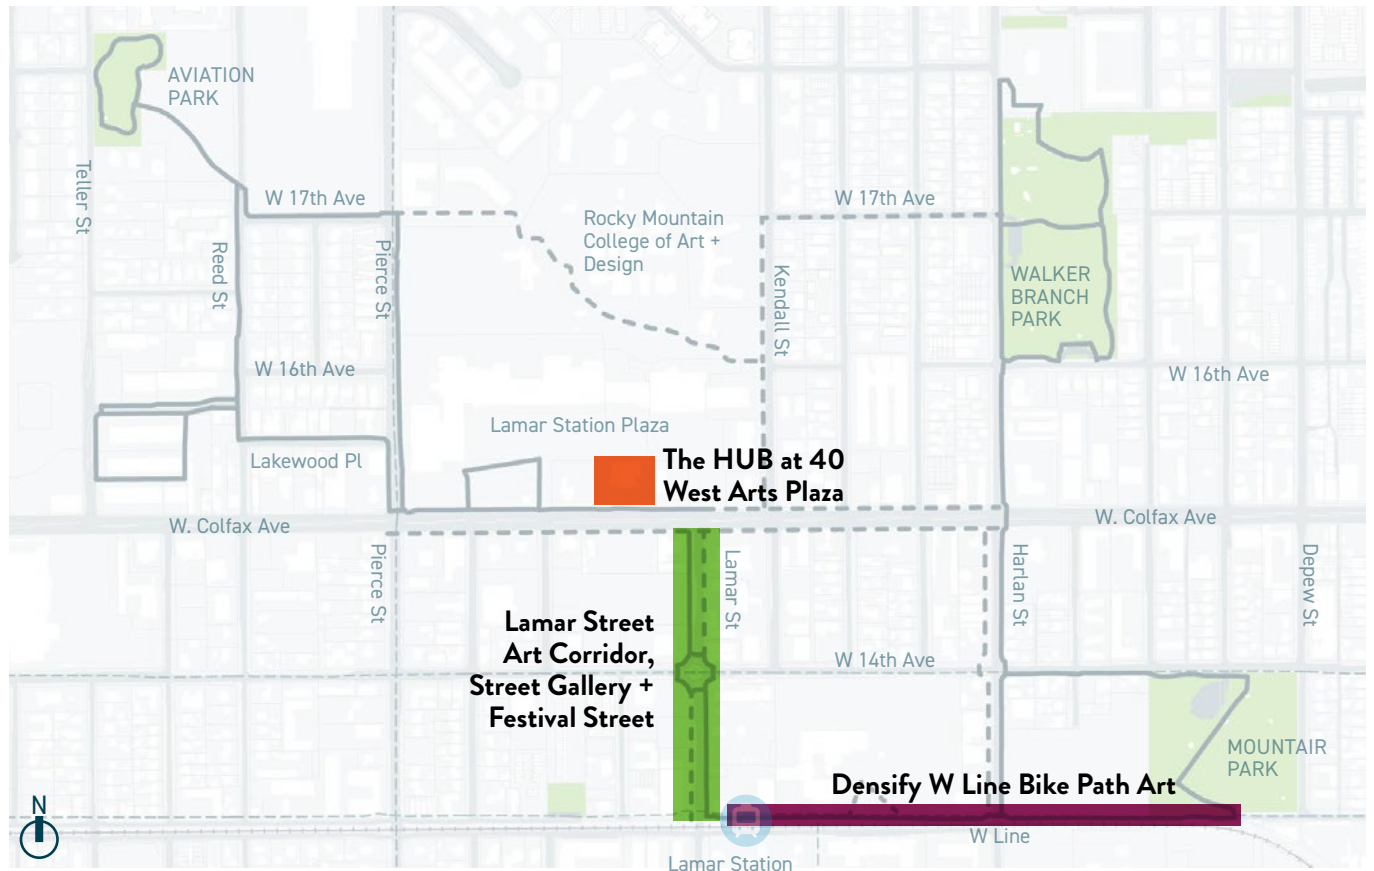 AVIATION
PARK
Teller St
W 17th Ave
W 17th Ave
Rocky Mountain
College of Art +
Design
Reed St
Pierce St
Kendall St
WALKER
BRANCH
PARK
W 16th Ave
W 16th Ave
Lamar Station Plaza
Lakewood Pl
The HUB at 40
West Arts Plaza
W. Colfax Ave
W. Colfax Ave
Pierce St
Lamar St
Harlan St
Depew St
Lamar Street
Art Corridor,
Street Gallery +
Festival Street
W 14th Ave
MOUNTAIR
PARK
Densify W Line Bike Path Art
N
W Line
Lamar Station